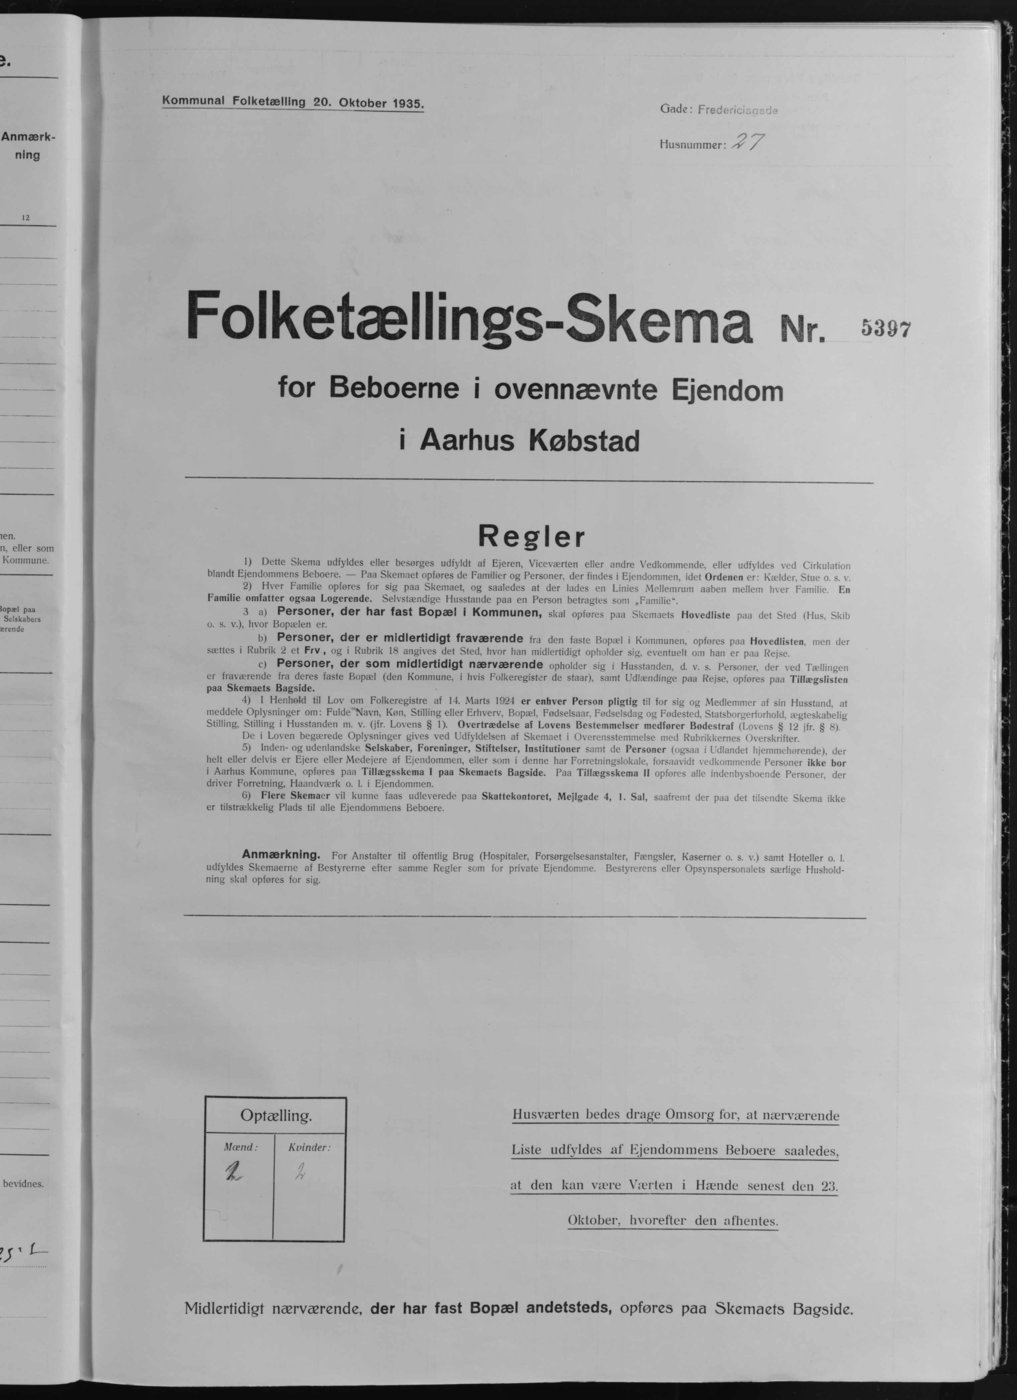 e.
Anmærk-
ning
12
men.
n, eller som
Kommune.
Bopæl paa
Selskabers
ærende
bevidnes.
Kommunal Folketælling 20. Oktober 1935.
Gade: Fredericiagade
Husnummer: 27
Folketællings-Skema Nr. 5397
for Beboerne i ovennævnte Ejendom
i Aarhus Købstad
Regler
1) Dette Skema udfyldes eller besørges udfyldt af Ejeren, Viceværten eller andre Vedkommende, eller udfyldes ved Cirkulation
blandt Ejendommens Beboere. — Paa Skemaet opføres de Familier og Personer, der findes i Ejendommen, idet Ordenen er: Kælder, Stue o. s. v.
2) Hver Familie opføres for sig paa Skemaet, og saaledes at der lades en Linies Mellemrum aaben mellem hver Familie. En
Familie omfatter ogsaa Logerende. Selvstændige Husstande paa en Person betragtes som „Familie“.
3 a) Personer, der har fast Bopæl i Kommunen, skal opføres paa Skemaets Hovedliste paa det Sted (Hus, Skib
o. s. v.), hvor Bopælen er.
b) Personer, der er midlertidigt fraværende fra den faste Bopæl i Kommunen, opføres paa Hovedlisten, men der
sættes i Rubrik 2 et Frv, og i Rubrik 18 angives det Sted, hvor han midlertidigt opholder sig, eventuelt om han er paa Rejse.
c) Personer, der som midlertidigt nærværende opholder sig i Husstanden, d. v. s. Personer, der ved Tællingen
er fraværende fra deres faste Bopæl (den Kommune, i hvis Folkeregister de staar), samt Udlændinge paa Rejse, opføres paa Tillægslisten
paa Skemaets Bagside.
4) I Henhold til Lov om Folkeregistre af 14. Marts 1924 er enhver Person pligtig til for sig og Medlemmer af sin Husstand, at
meddele Oplysninger om: Fulde Navn, Køn, Stilling eller Erhverv, Bopæl, Fødselsaar, Fødselsdag og Fødested, Statsborgerforhold, ægteskabelig
Stilling, Stilling i Husstanden m. v. (jfr. Lovens § 1). Overtrædelse af Lovens Bestemmelser medfører Bødestraf (Lovens § 12 jfr. § 8).
De i Loven begærede Oplysninger gives ved Udfyldelsen af Skemaet i Overensstemmelse med Rubrikkernes Overskrifter.
5) Inden- og udenlandske Selskaber, Foreninger, Stiftelser, Institutioner samt de Personer (ogsaa i Udlandet hjemmehørende), der
helt eller delvis er Ejere eller Medejere af Ejendommen, eller som i denne har Forretningslokale, forsaavidt vedkommende Personer ikke bor
i Aarhus Kommune, opføres paa Tillægsskema I paa Skemaets Bagside. Paa Tillægsskema II opføres alle indenbysboende Personer, der
driver Forretning, Haandværk o. l. i Ejendommen.
6) Flere Skemaer vil kunne faas udleverede paa Skattekontoret, Mejlgade 4, 1. Sal, saafremt der paa det tilsendte Skema ikke
er tilstrækkelig Plads til alle Ejendommens Beboere.
Anmærkning. For Anstalter til offentlig Brug (Hospitaler, Forsørgelsesanstalter, Fængsler, Kaserner o. s. v.) samt Hoteller o. l.
udfyldes Skemaerne af Bestyrerne efter samme Regler som for private Ejendomme. Bestyrerens eller Opsynspersonalets særlige Hushold-
ning skal opføres for sig.
Optælling.
Mænd: Kvinder:
2 2
Husværten bedes drage Omsorg for, at nærværende
Liste udfyldes af Ejendommens Beboere saaledes,
at den kan være Værten i Hænde senest den 23.
Oktober, hvorefter den afhentes.
Midlertidigt nærværende, der har fast Bopæl andetsteds, opføres paa Skemaets Bagside.